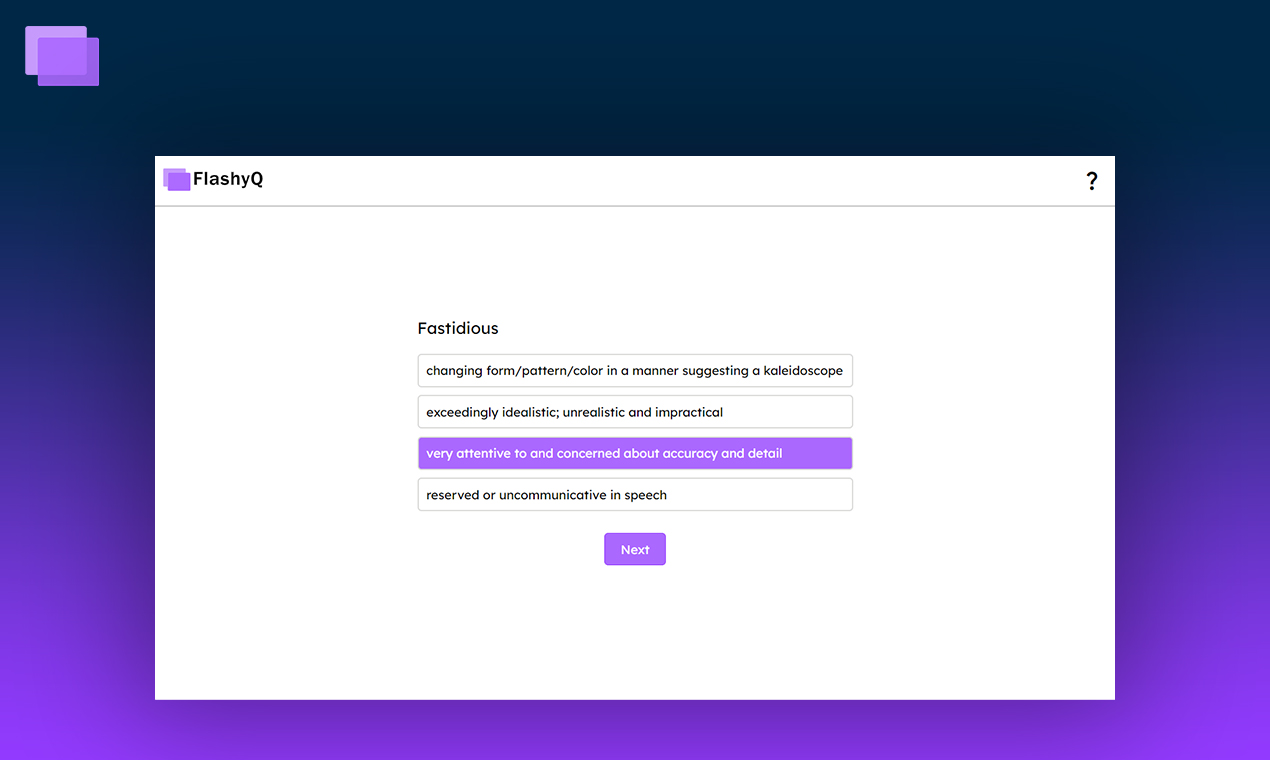 FlashyQ
?
Fastidious
changing form/pattern/color in a manner suggesting a kaleidoscope
exceedingly idealistic; unrealistic and impractical
very attentive to and concerned about accuracy and detail
reserved or uncommunicative in speech
Next